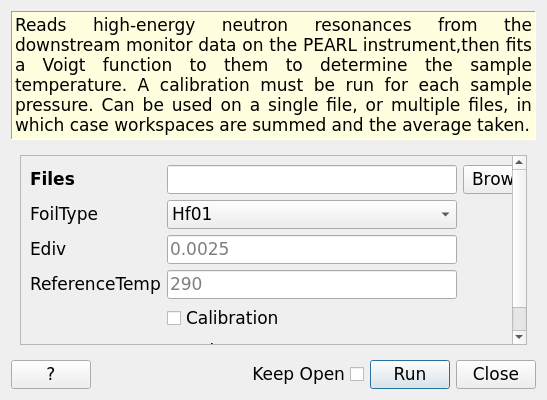 Reads high-energy neutron resonances from the
downstream monitor data on the PEARL instrument,then fits
a Voigt function to them to determine the sample
temperature. A calibration must be run for each sample
pressure. Can be used on a single file, or multiple files, in
which case workspaces are summed and the average taken.
Files
Brow
FoilType Hf01
Ediv 0.0025
ReferenceTemp 290
Calibration
? Keep Open Run Close